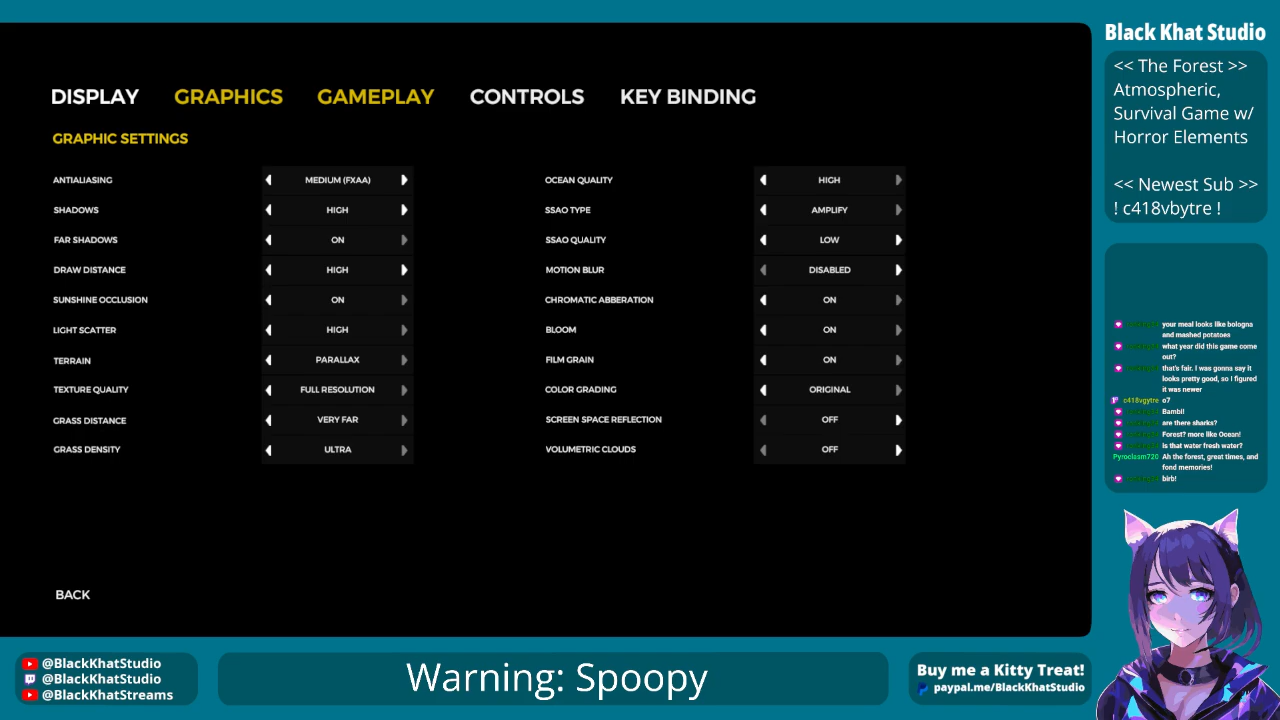 DISPLAY GRAPHICS GAMEPLAY CONTROLS KEY BINDING
GRAPHIC SETTINGS
ANTIALIASING MEDIUM (FXAA)
SHADOWS HIGH
FAR SHADOWS ON
DRAW DISTANCE HIGH
SUNSHINE OCCLUSION ON
LIGHT SCATTER HIGH
TERRAIN PARALLAX
TEXTURE QUALITY FULL RESOLUTION
GRASS DISTANCE VERY FAR
GRASS DENSITY ULTRA
OCEAN QUALITY HIGH
SSAO TYPE AMPLIFY
SSAO QUALITY LOW
MOTION BLUR DISABLED
CHROMATIC ABBERATION ON
BLOOM ON
FILM GRAIN ON
COLOR GRADING ORIGINAL
SCREEN SPACE REFLECTION OFF
VOLUMETRIC CLOUDS OFF
BACK
Black Khat Studio
<< The Forest >>
Atmospheric,
Survival Game w/
Horror Elements
<< Newest Sub >>
! c418vbytre !
your meal looks like bologna
and mashed potatoes
what year did this game come
out?
that's fair. I was gonna say it
looks pretty good, so I figured
it was newer
c418vgytre o7
Bambi!
are there sharks?
Forest? more like Ocean!
Is that water fresh water?
Pyroclasm720 Ah the forest, great times, and
fond memories!
birb!
@BlackKhatStudio
@BlackKhatStudio
@BlackKhatStreams
Warning: Spoopy
Buy me a Kitty Treat!
paypal.me/BlackKhatStudio